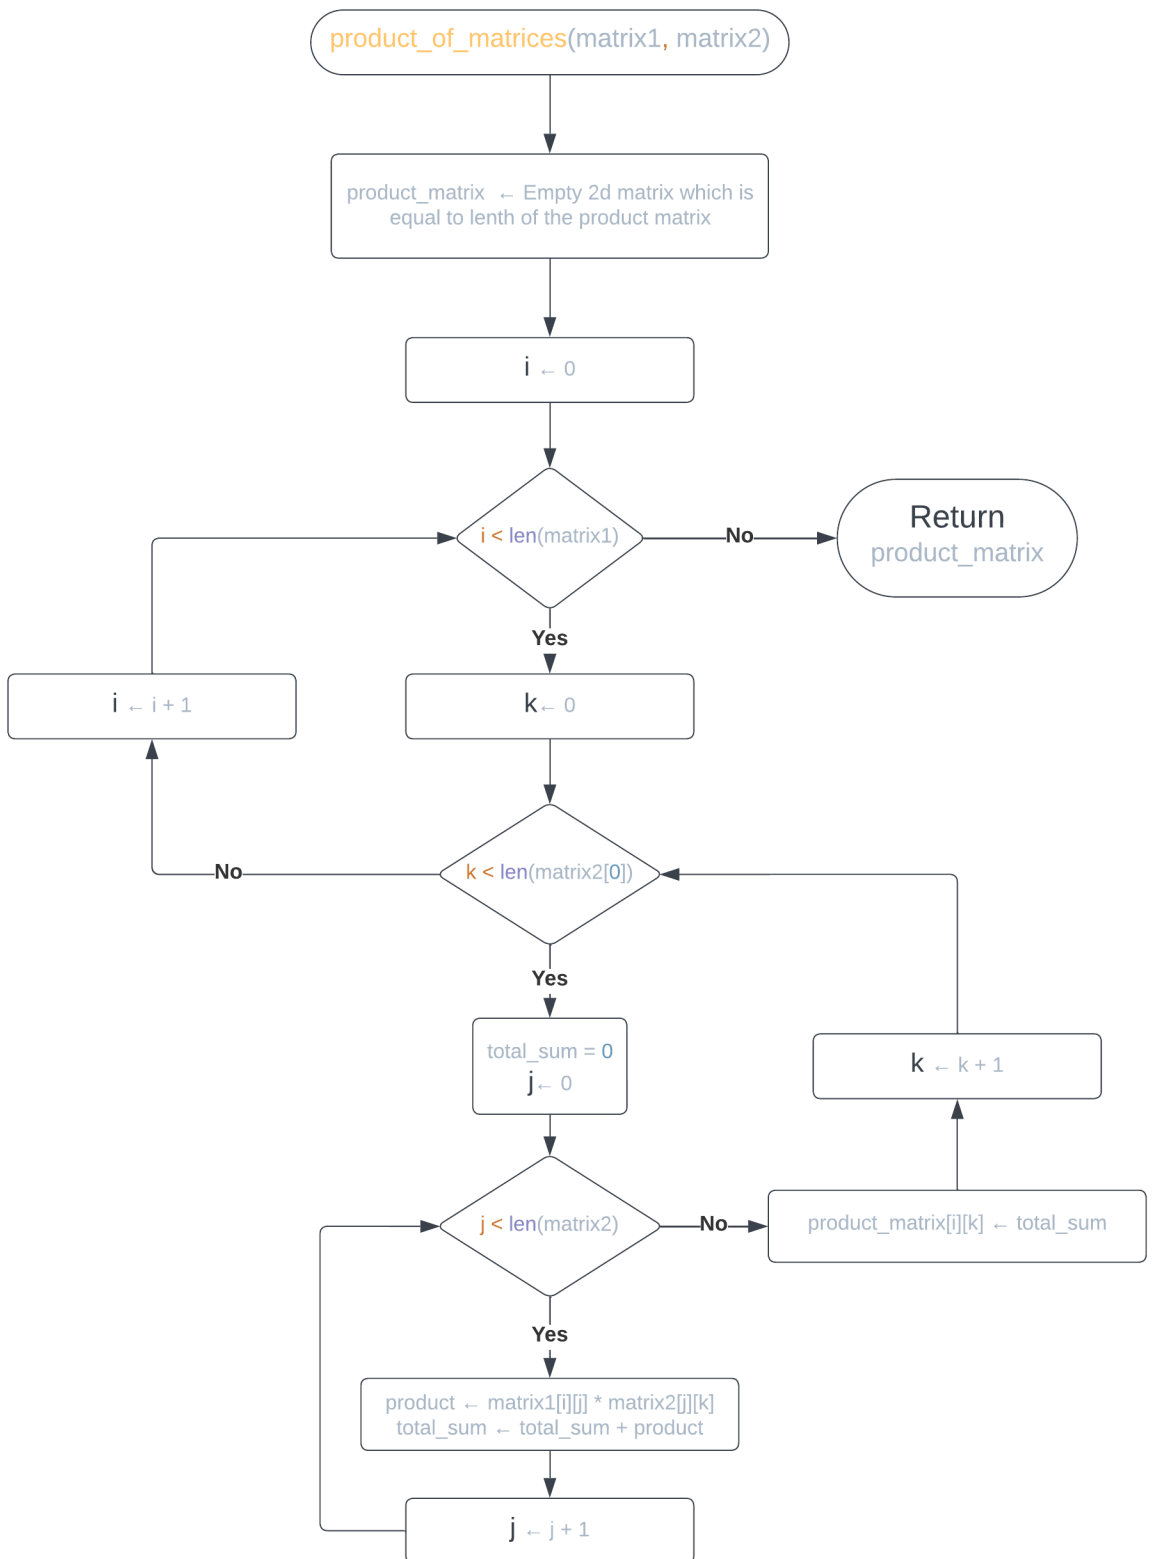 product_of_matrices(matrix1, matrix2)
product_matrix ← Empty 2d matrix which is
equal to lenth of the product matrix
i ← 0
i < len(matrix1)
No
Return
product_matrix
Yes
i ← i + 1
k ← 0
k < len(matrix2[0])
No
Yes
total_sum = 0
j ← 0
k ← k + 1
j < len(matrix2)
No
product_matrix[i][k] ← total_sum
Yes
product ← matrix1[i][j] * matrix2[j][k]
total_sum ← total_sum + product
j ← j + 1